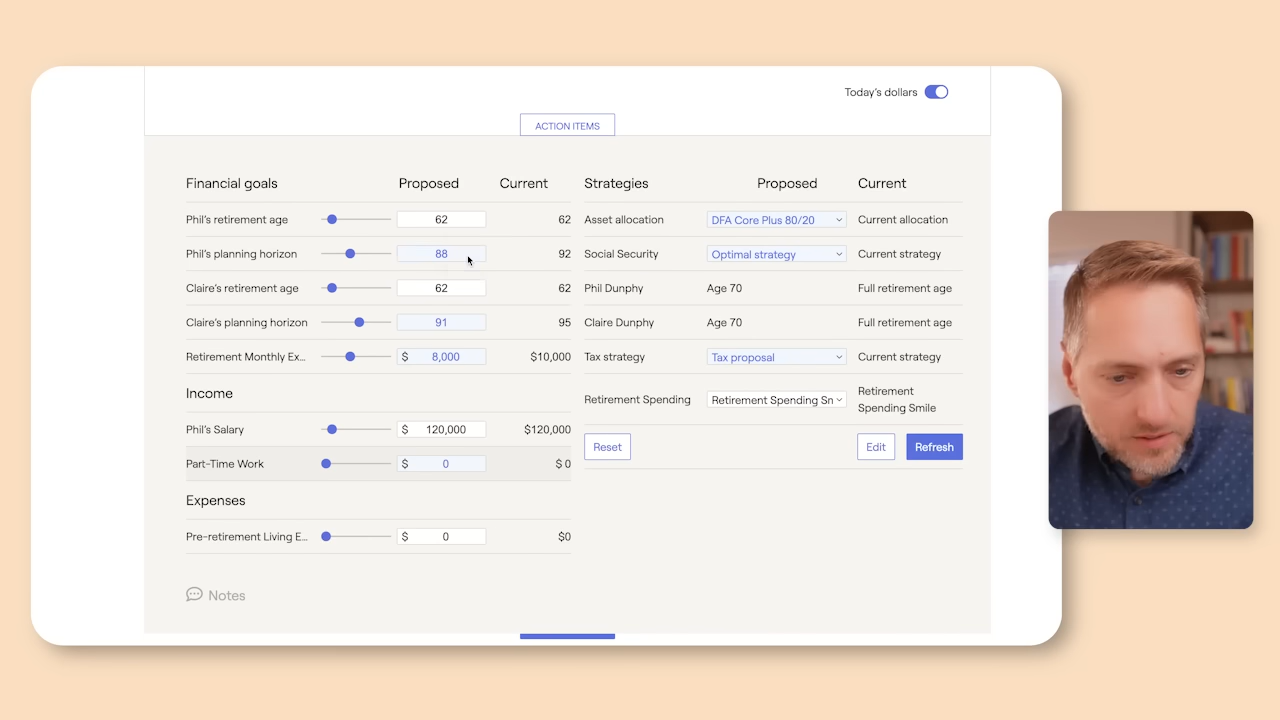 Today's dollars
ACTION ITEMS
Financial goals Proposed Current
Phil's retirement age 62 62
Phil's planning horizon 88 92
Claire's retirement age 62 62
Claire's planning horizon 91 95
Retirement Monthly Ex... $ 8,000 $10,000
Income
Phil's Salary $ 120,000 $120,000
Part-Time Work $ 0 $ 0
Expenses
Pre-retirement Living E... $ 0 $0
Notes
Strategies Proposed Current
Asset allocation DFA Core Plus 80/20 Current allocation
Social Security Optimal strategy Current strategy
Phil Dunphy Age 70 Full retirement age
Claire Dunphy Age 70 Full retirement age
Tax strategy Tax proposal Current strategy
Retirement Spending Retirement Spending Sn Retirement
Spending Smile
Reset Edit Refresh